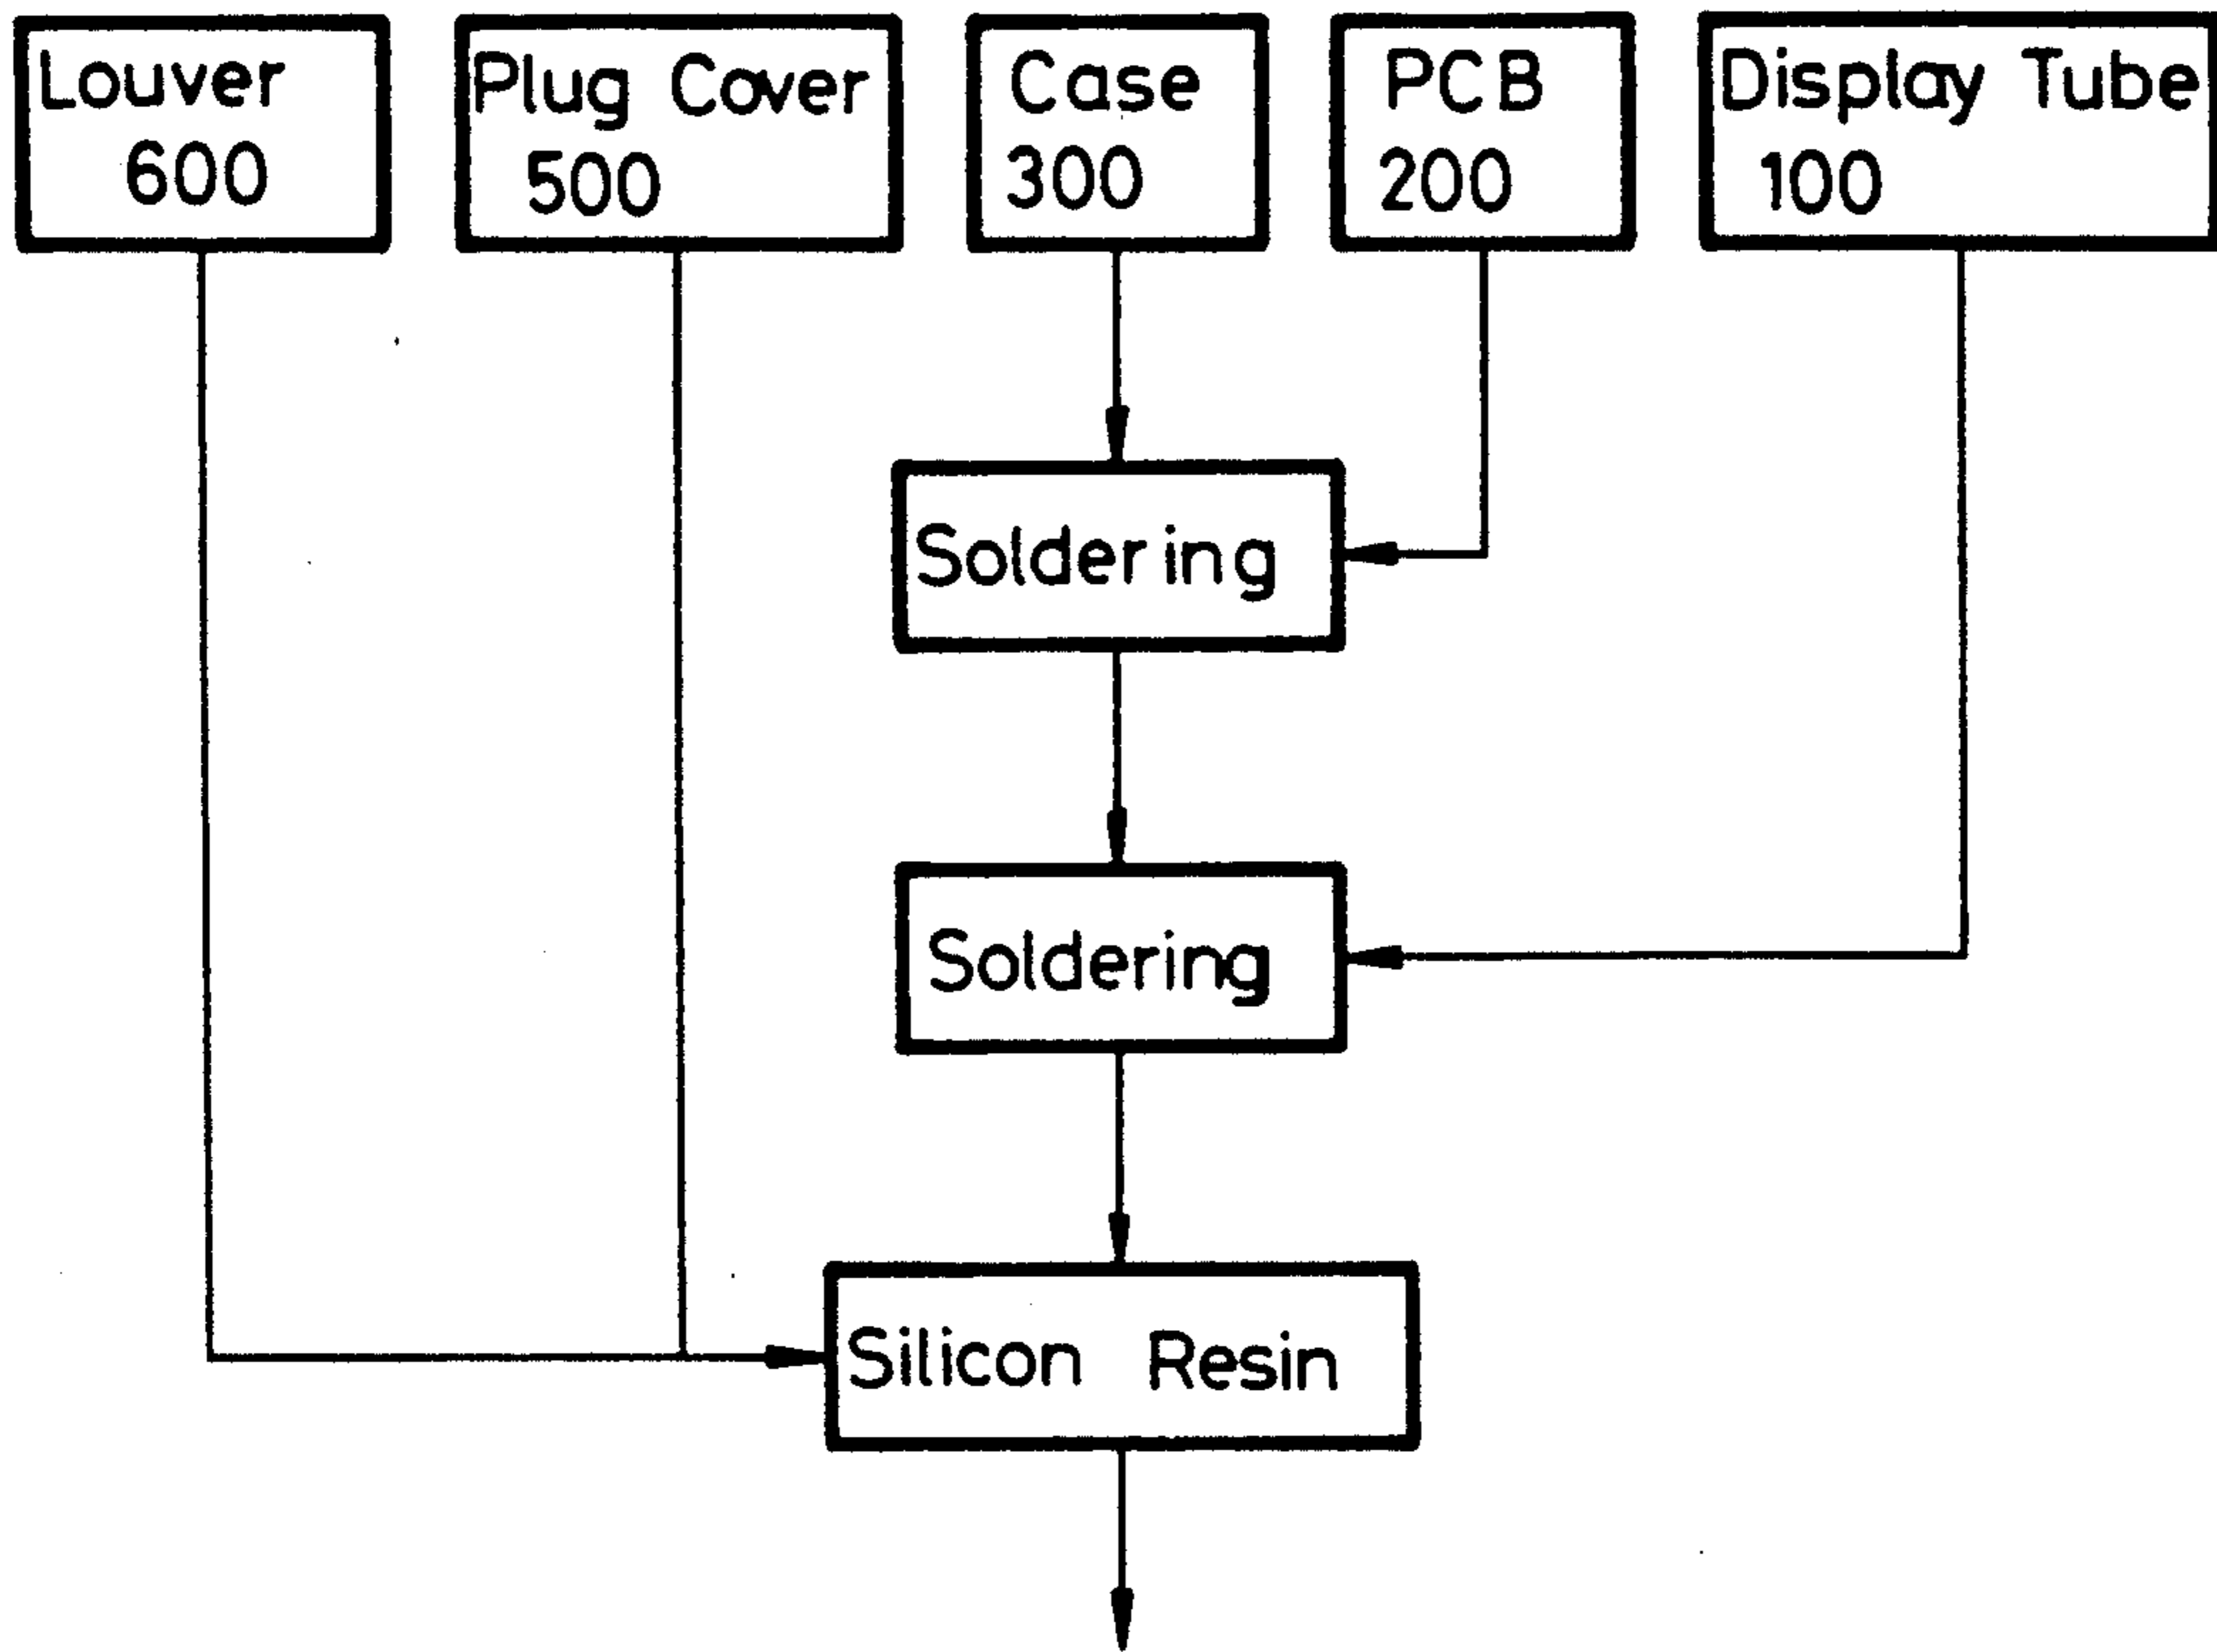 Louver
600
Plug Cover
500
Case
300
PCB
200
Display Tube
100
Soldering
Soldering
Silicon Resin